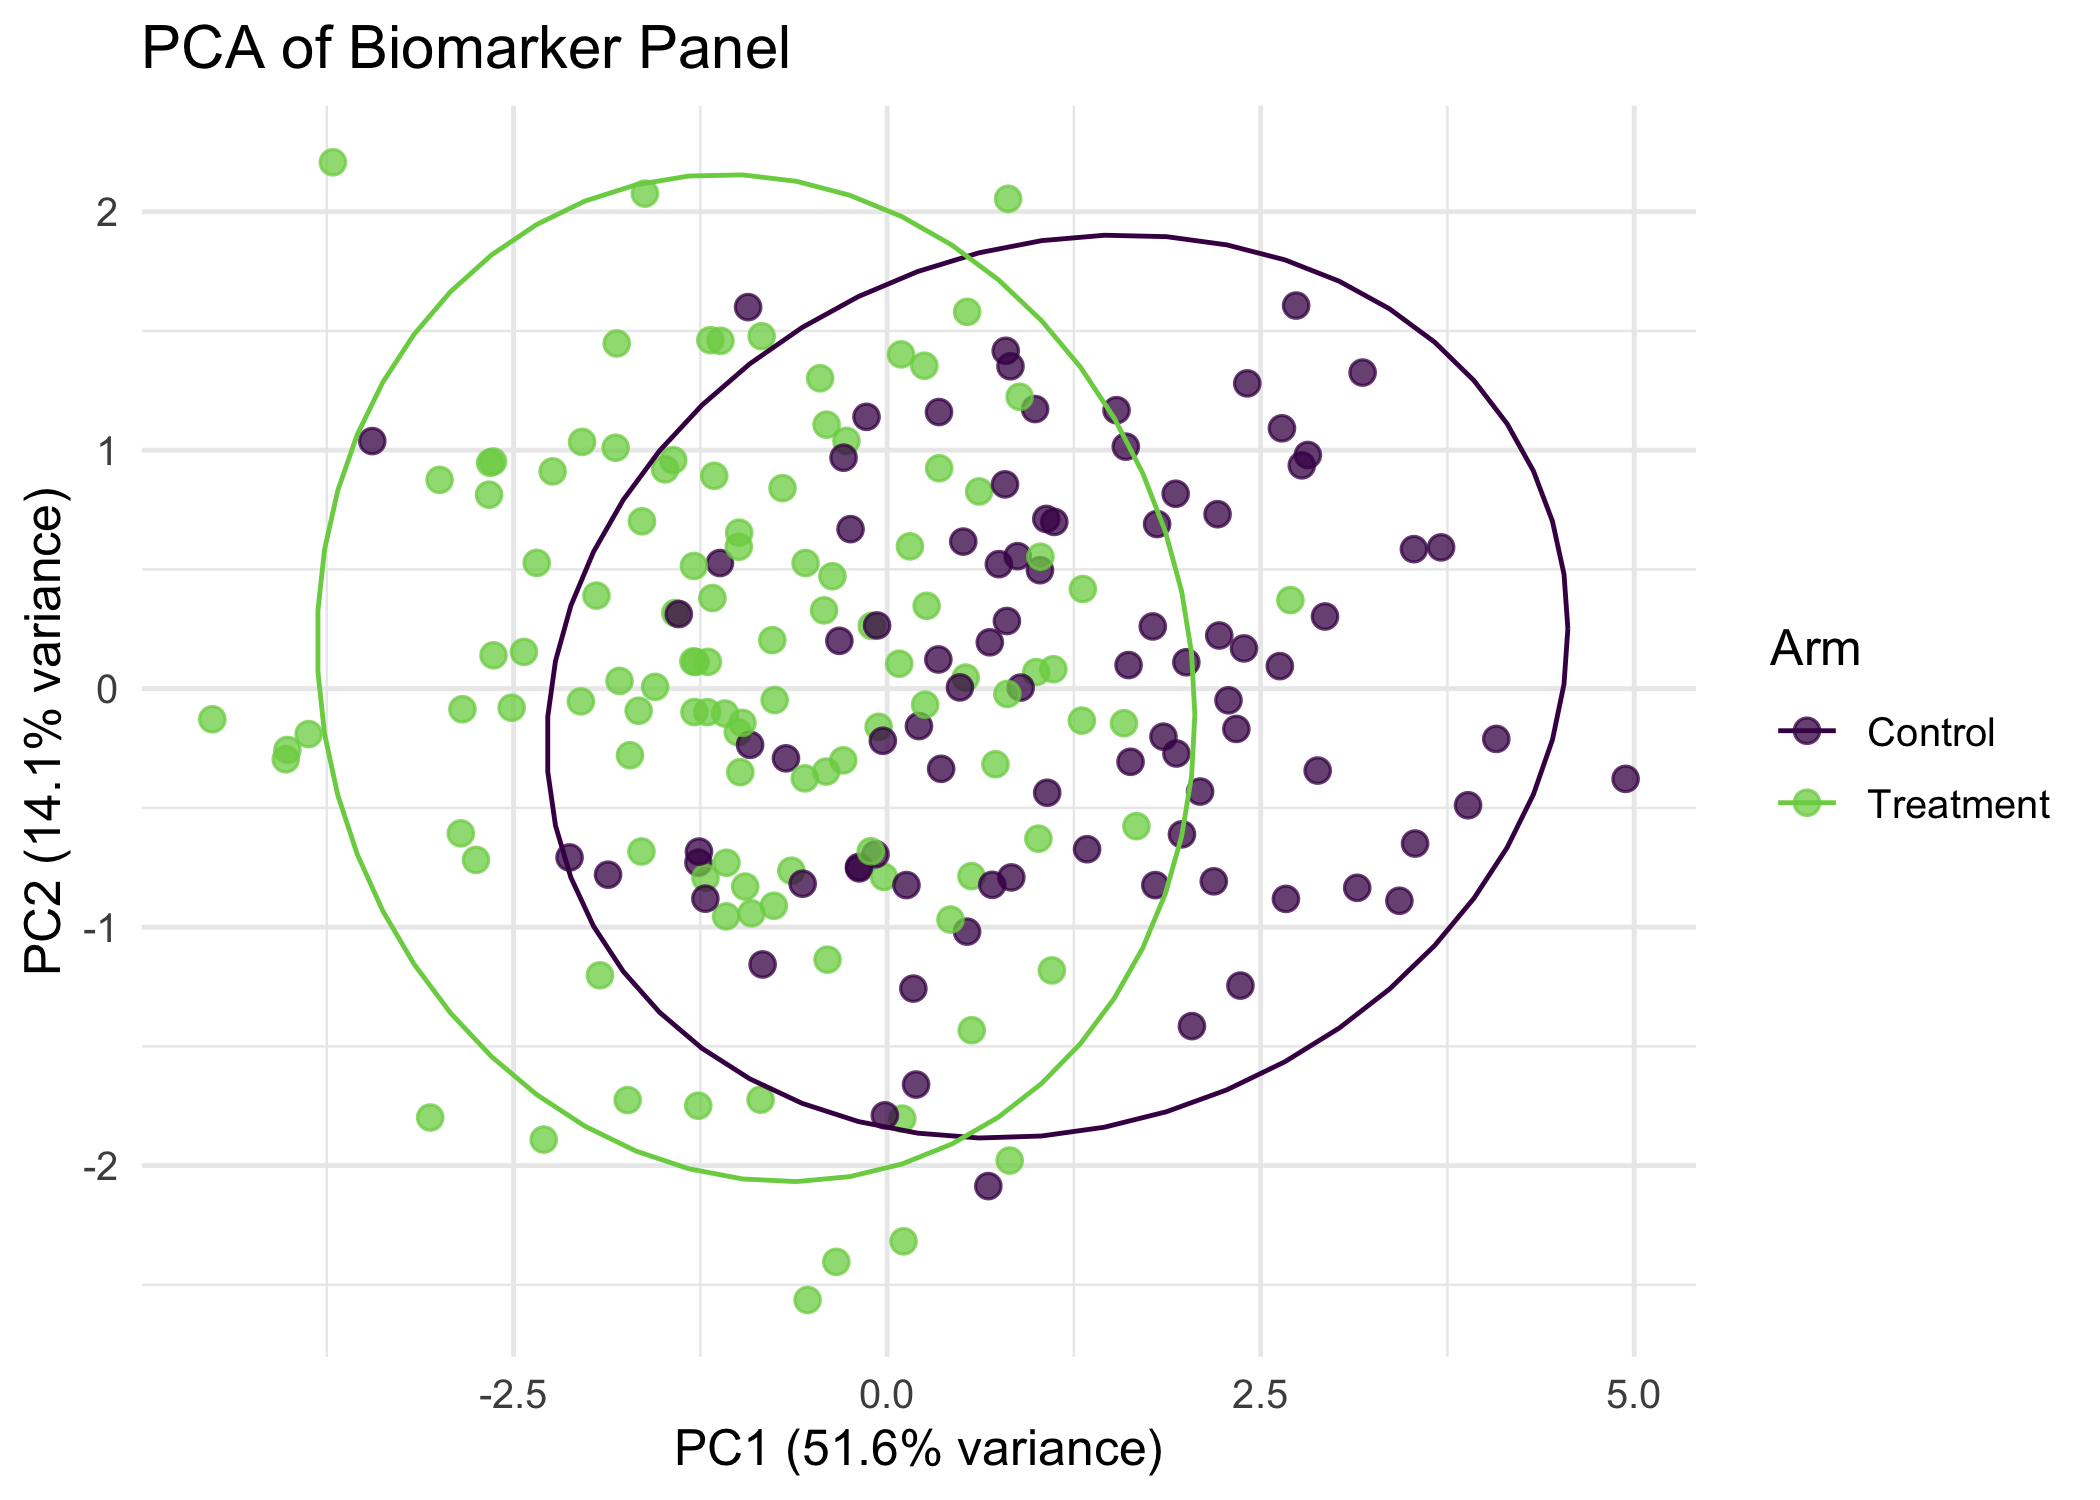 PCA of Biomarker Panel
2
1
0
-1
-2
PC2 (14.1% variance)
-2.5
0.0
2.5
5.0
PC1 (51.6% variance)
Arm
Control
Treatment